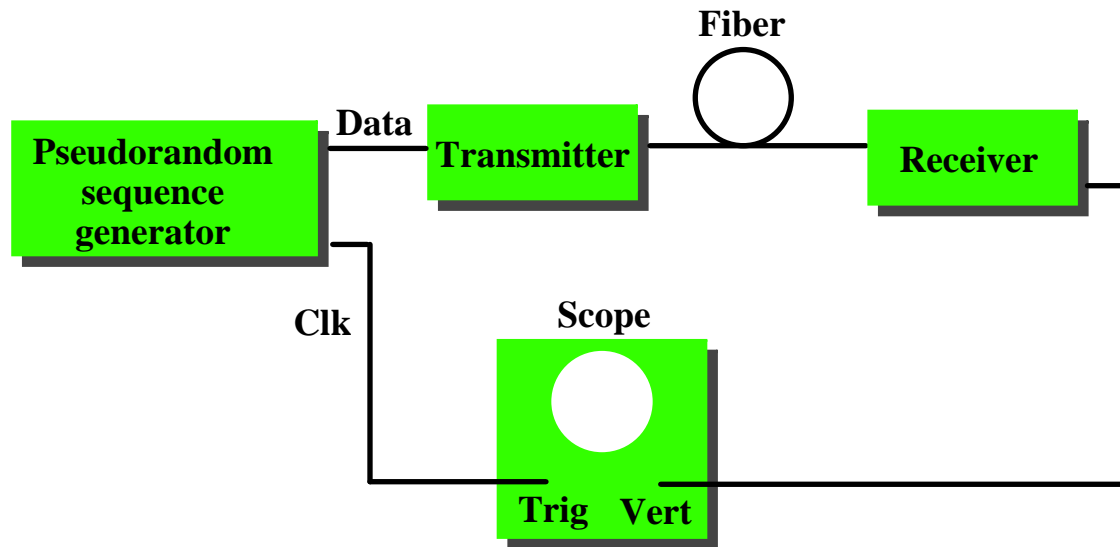 Fiber
Data
Pseudorandom
sequence
generator
Transmitter
Receiver
Clk
Scope
Trig
Vert